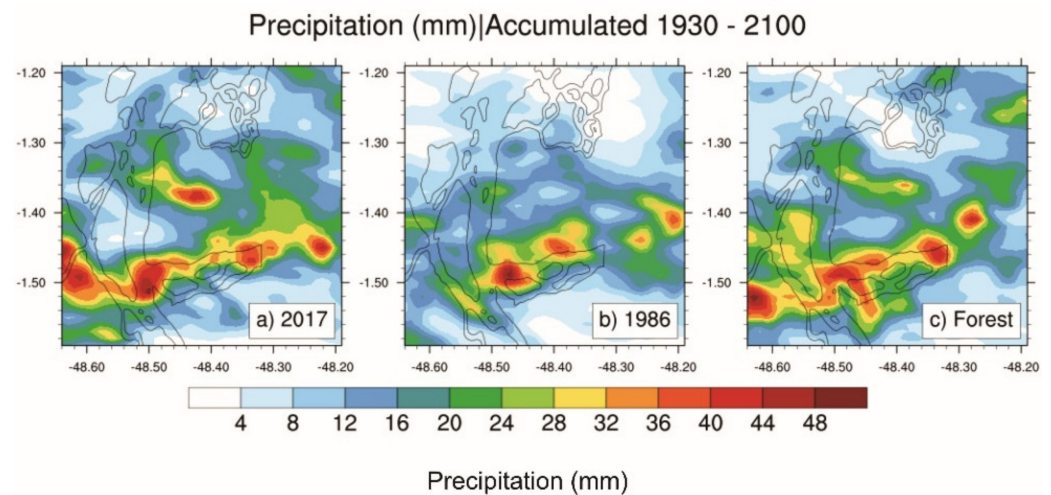 Precipitation (mm)|Accumulated 1930 - 2100
-1.20 -1.20 -1.20
-1.30 -1.30 -1.30
-1.40 -1.40 -1.40
-1.50 -1.50 -1.50
a) 2017 b) 1986 c) Forest
-48.60 -48.50 -48.40 -48.30 -48.20 -48.60 -48.50 -48.40 -48.30 -48.20 -48.60 -48.50 -48.40 -48.30 -48.20
4 8 12 16 20 24 28 32 36 40 44 48
Precipitation (mm)